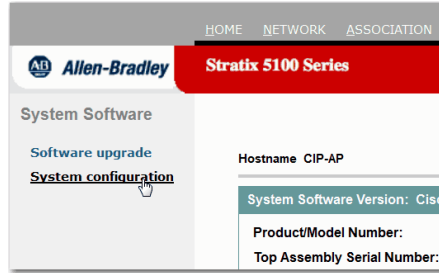 HOME NETWORK ASSOCIATION
AB Allen-Bradley
Stratix 5100 Series
System Software
Software upgrade
System configuration
Hostname CIP-AP
System Software Version: Cisc
Product/Model Number:
Top Assembly Serial Number: